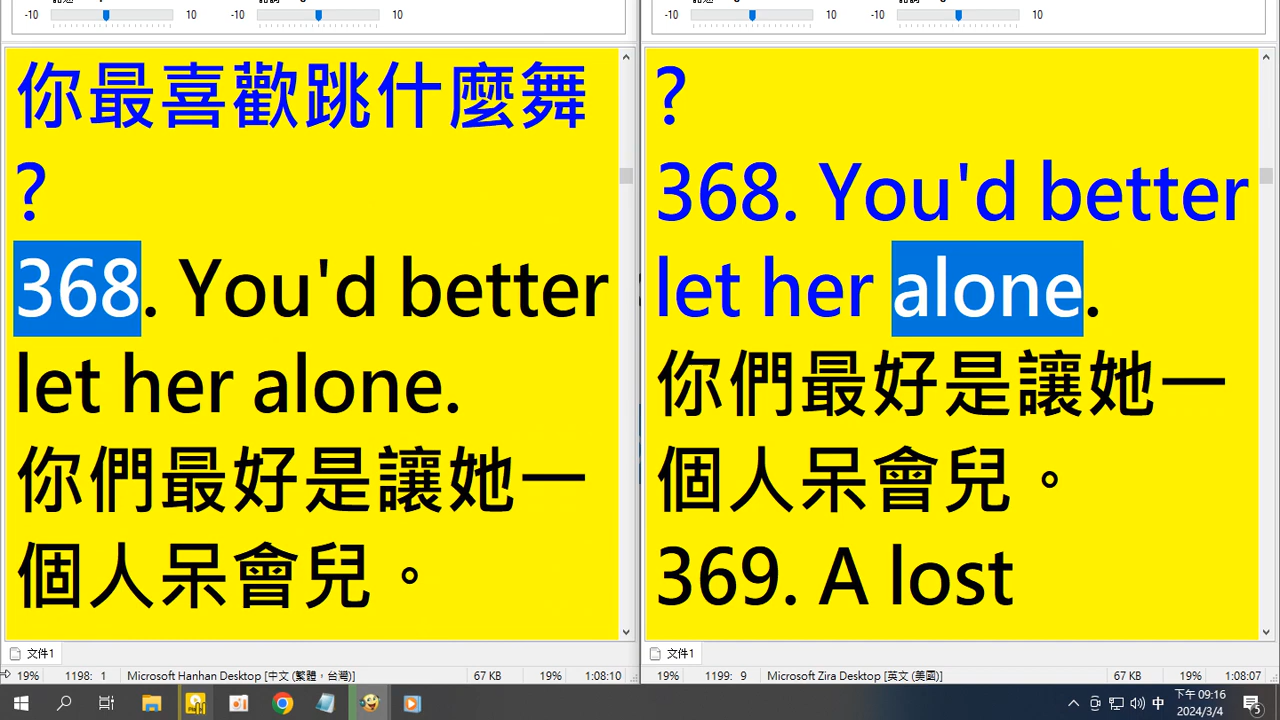 -10 10 -10 10
你最喜歡跳什麼舞
?
368. You'd better
let her alone.
你們最好是讓她一
個人呆會兒。
文件1
19% 1198: 1 Microsoft Hanhan Desktop [中文 (繁體，台灣)] 67 KB 19% 1:08:10
-10 10 -10 10
?
368. You'd better
let her alone.
你們最好是讓她一
個人呆會兒。
369. A lost
文件1
19% 1199: 9 Microsoft Zira Desktop [英文 (美國)] 67 KB 19% 1:08:07
中 下午 09:16
2024/3/4
5